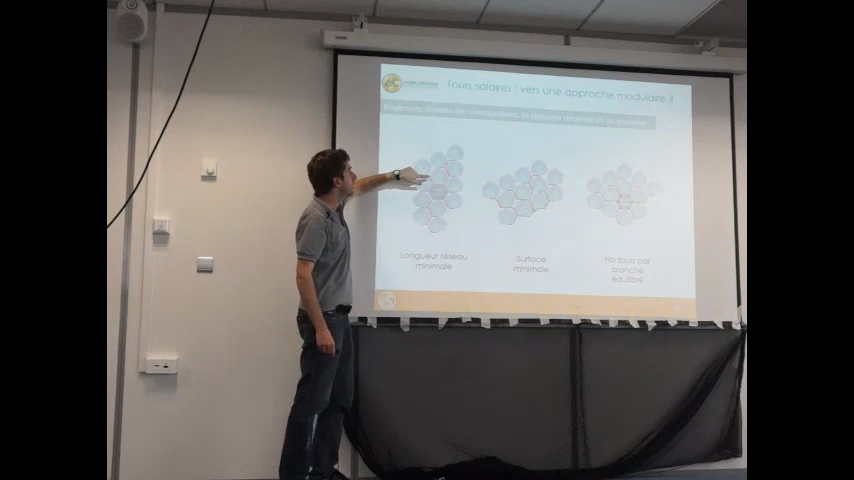 Tours solaires : vers une approche modulaire ?
Longueur réseau
minimale
Surface
minimale
Nb tours par
branche
équilibré